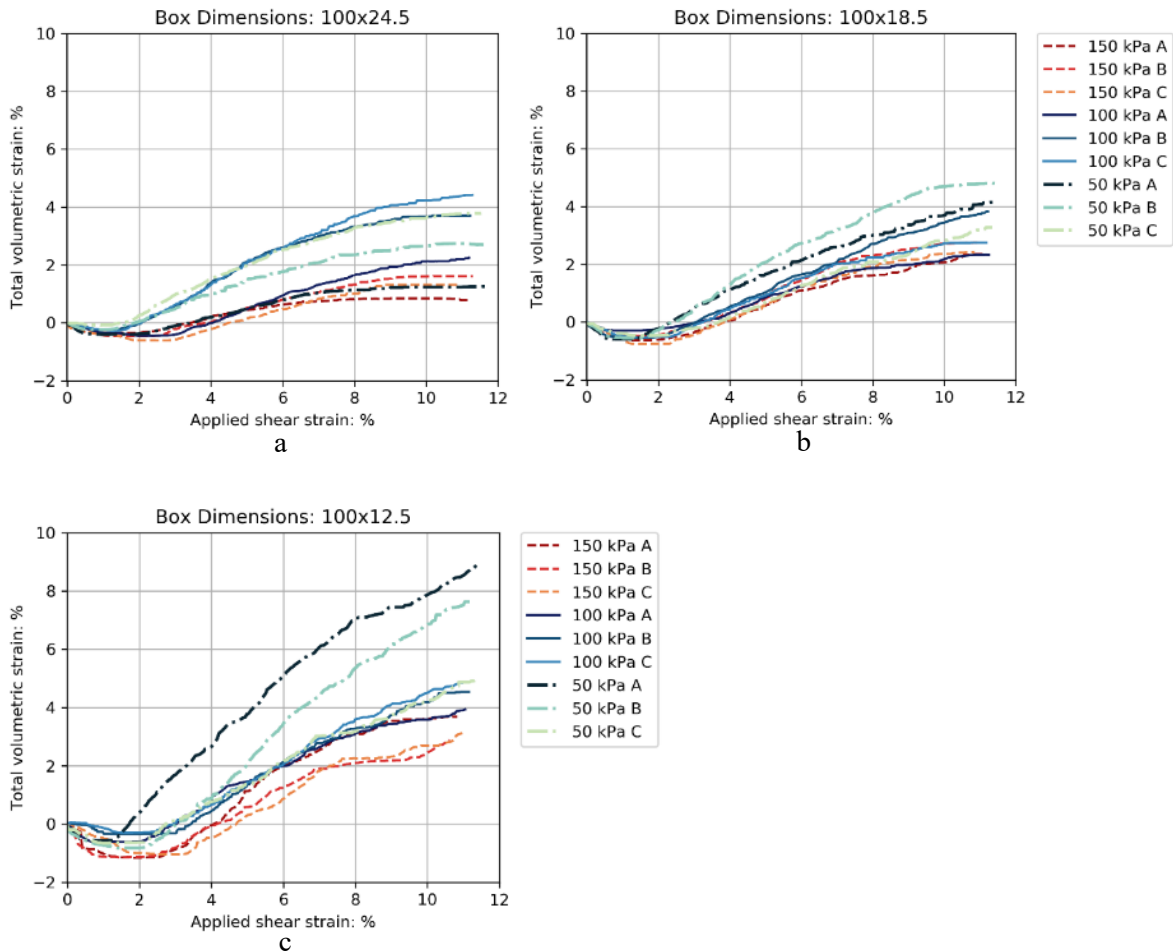 Box Dimensions: 100x24.5
10
8
6
4
2
0
−2
0 2 4 6 8 10 12
Total volumetric strain: %
Applied shear strain: %
a
Box Dimensions: 100x18.5
10
8
6
4
2
0
−2
0 2 4 6 8 10 12
Total volumetric strain: %
Applied shear strain: %
b
150 kPa A
150 kPa B
150 kPa C
100 kPa A
100 kPa B
100 kPa C
50 kPa A
50 kPa B
50 kPa C
Box Dimensions: 100x12.5
10
8
6
4
2
0
−2
0 2 4 6 8 10 12
Total volumetric strain: %
Applied shear strain: %
c
150 kPa A
150 kPa B
150 kPa C
100 kPa A
100 kPa B
100 kPa C
50 kPa A
50 kPa B
50 kPa C